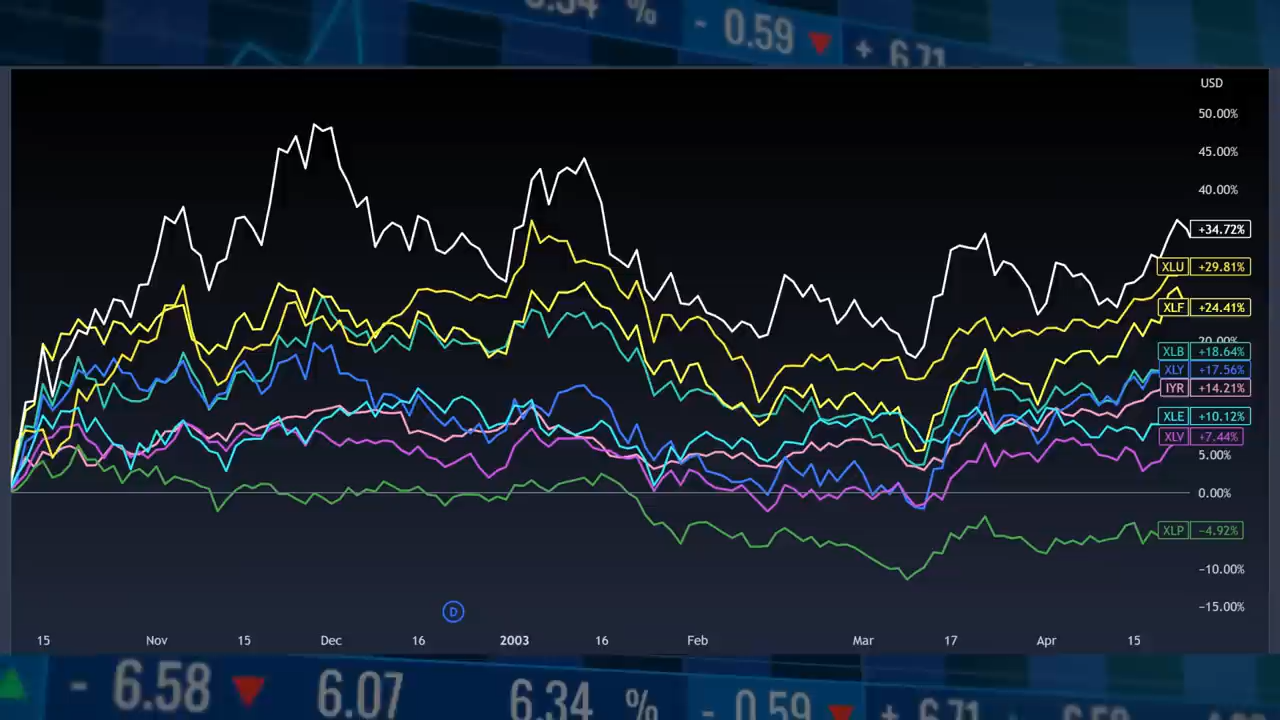 % - 0.59 ▼ + 6.71
USD
50.00%
45.00%
40.00%
+34.72%
XLU +29.81%
XLF +24.41%
20.00%
XLB +18.64%
XLY +17.56%
IYR +14.21%
XLE +10.12%
XLV +7.44%
5.00%
0.00%
XLP −4.92%
−10.00%
−15.00%
D
15 Nov 15 Dec 16 2003 16 Feb Mar 17 Apr 15
▲ - 6.58 ▼ 6.07 6.34 % - 0.59 ▼ + 6.71